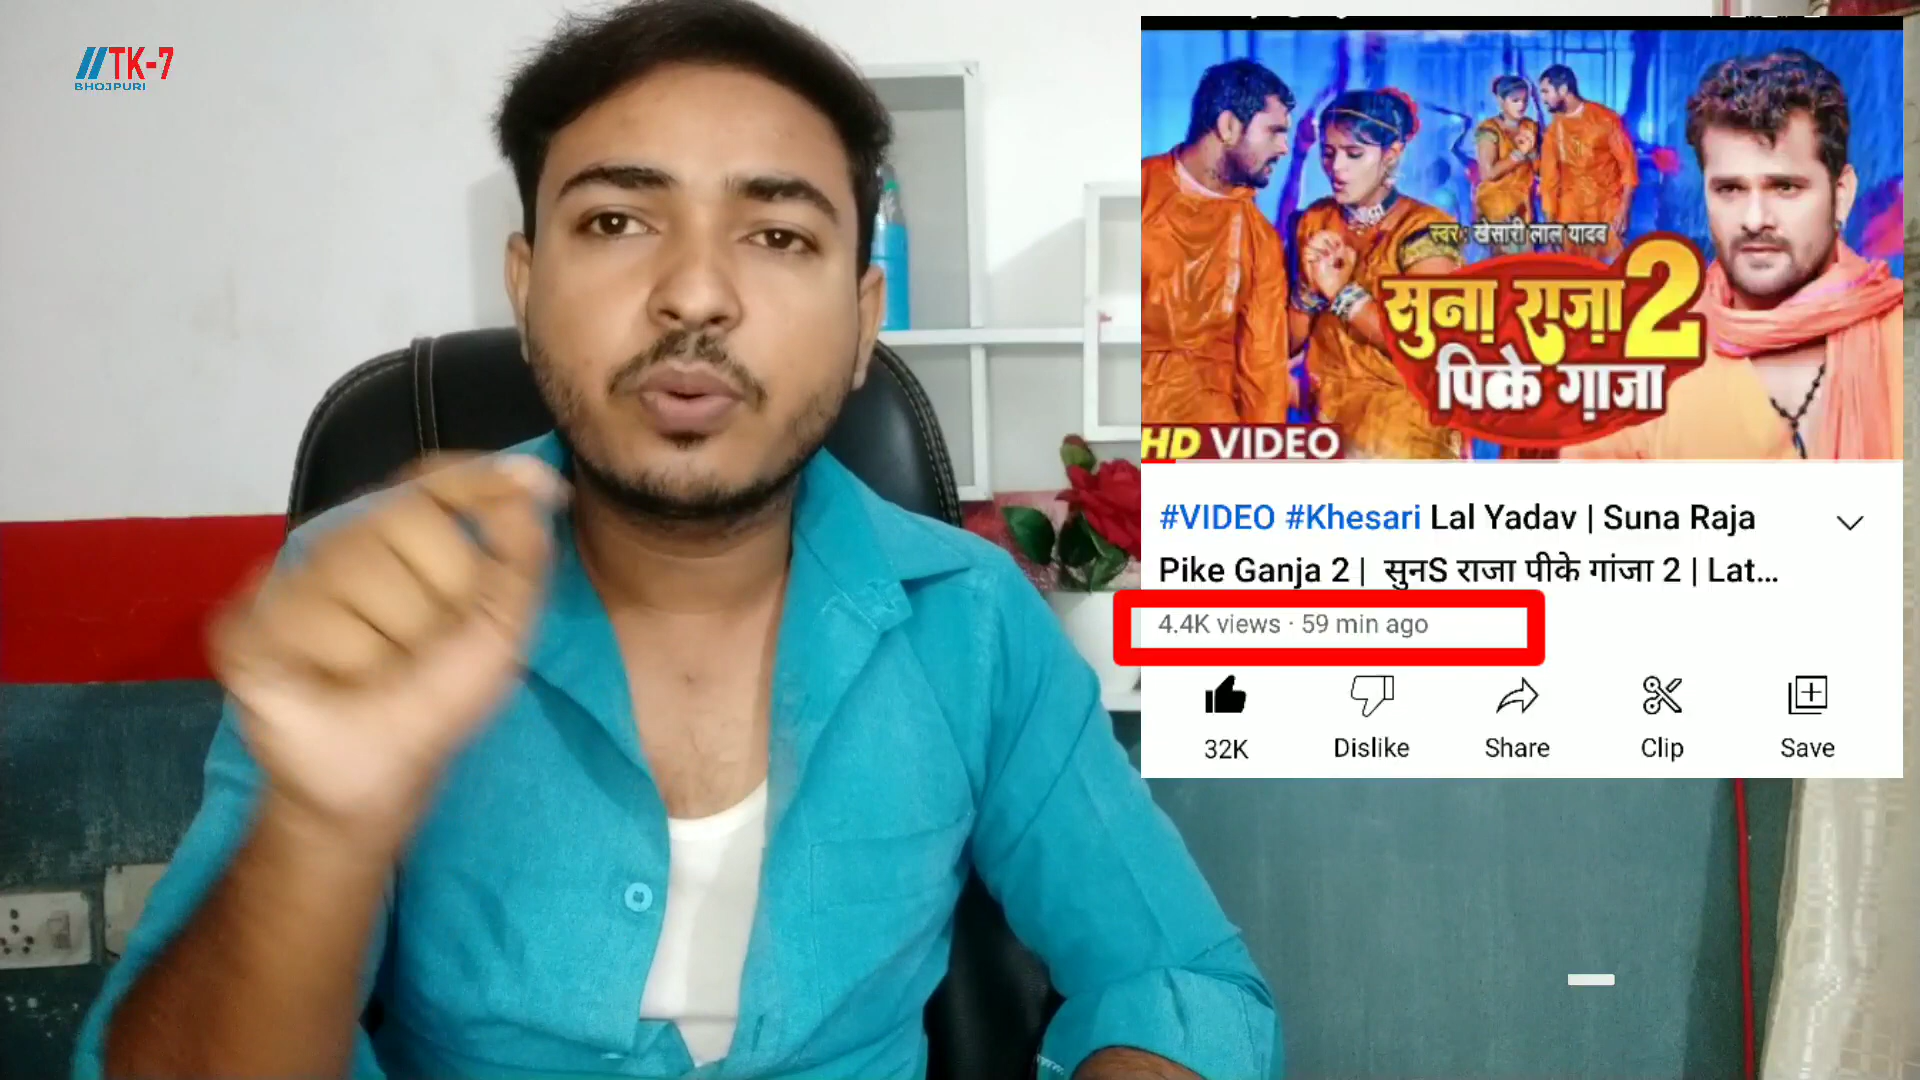 //TK-7
BHOJPURI
स्वर : खेसारी लाल यादव
सुना राजा 2
पिके गाजा
HD VIDEO
#VIDEO #Khesari Lal Yadav | Suna Raja
Pike Ganja 2 | सुनS राजा पीके गांजा 2 | Lat...
4.4K views · 59 min ago
32K
Dislike
Share
Clip
Save